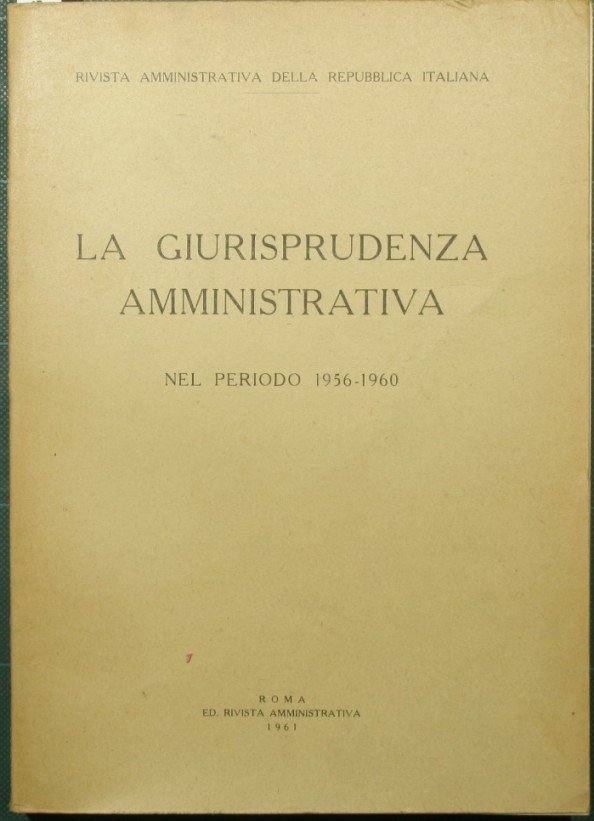 RIVISTA AMMINISTRATIVA DELLA REPUBBLICA ITALIANA
LA GIURISPRUDENZA
AMMINISTRATIVA
NEL PERIODO 1956-1960
ROMA
ED. RIVISTA AMMINISTRATIVA
1961